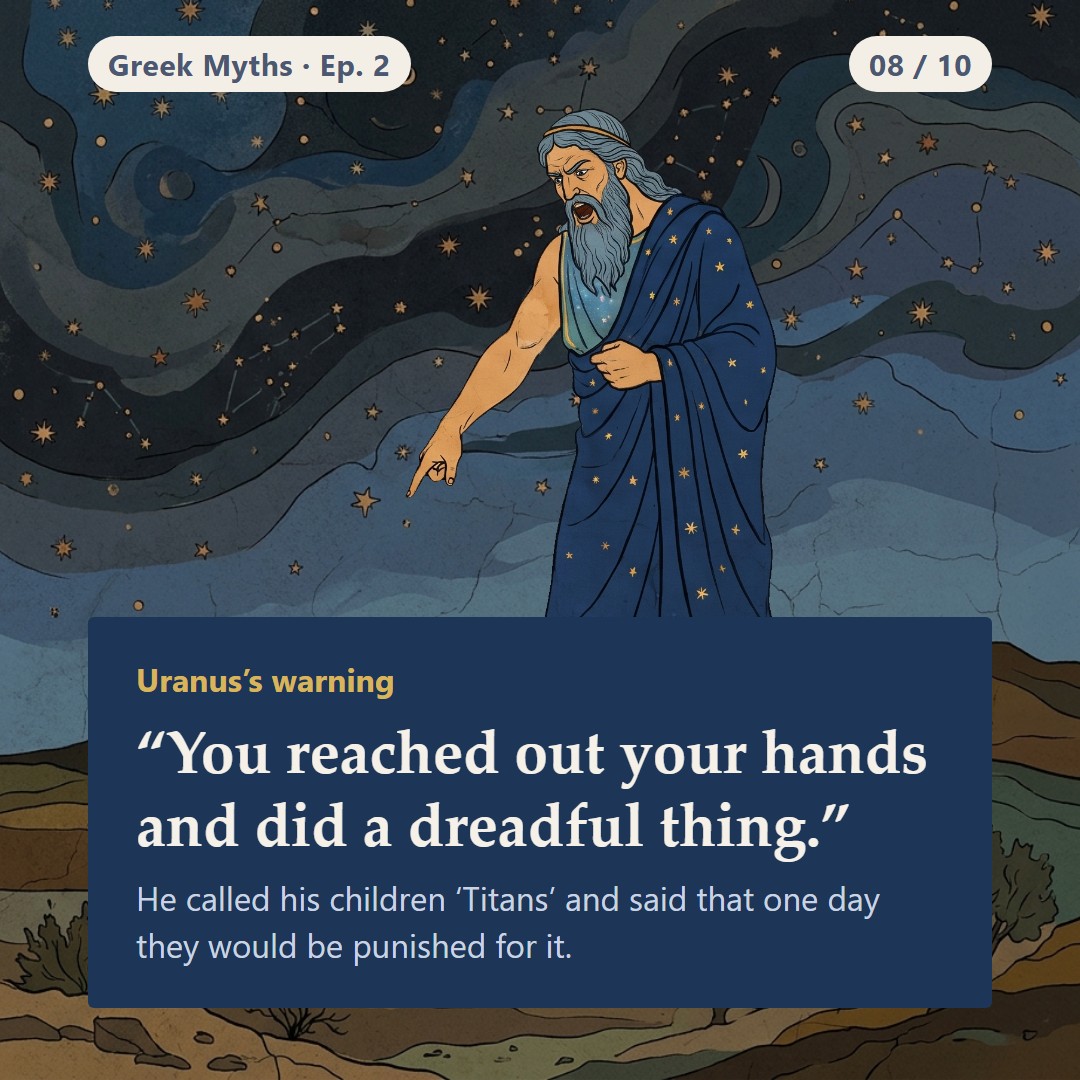 Greek Myths · Ep. 2
08 / 10
Uranus’s warning
“You reached out your hands
and did a dreadful thing.”
He called his children ‘Titans’ and said that one day
they would be punished for it.